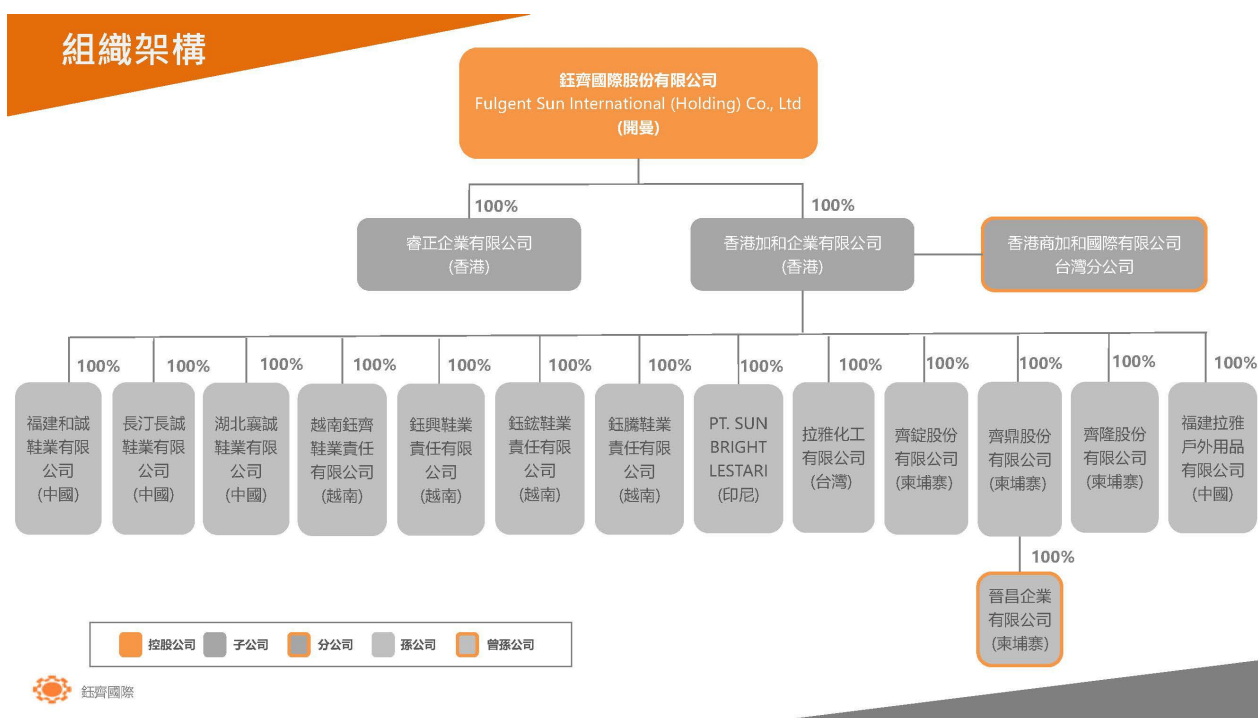 組織架構
鈺齊國際股份有限公司
Fulgent Sun International (Holding) Co., Ltd
(開曼)
100%
100%
睿正企業有限公司
(香港)
香港加和企業有限公司
(香港)
香港商加和國際有限公司
台灣分公司
100%
100%
100%
100%
100%
100%
100%
100%
100%
100%
100%
100%
100%
福建和誠
鞋業有限
公司
(中國)
長汀長誠
鞋業有限
公司
(中國)
湖北襄誠
鞋業有限
公司
(中國)
越南鈺齊
鞋業責任
有限公司
(越南)
鈺興鞋業
責任有限
公司
(越南)
鈺鋐鞋業
責任有限
公司
(越南)
鈺騰鞋業
責任有限
公司
(越南)
PT. SUN
BRIGHT
LESTARI
(印尼)
拉雅化工
有限公司
(台灣)
齊錠股份
有限公司
(柬埔寨)
齊鼎股份
有限公司
(柬埔寨)
齊隆股份
有限公司
(柬埔寨)
福建拉雅
戶外用品
有限公司
(中國)
100%
晉昌企業
有限公司
(柬埔寨)
控股公司
子公司
分公司
孫公司
曾孫公司
鈺齊國際